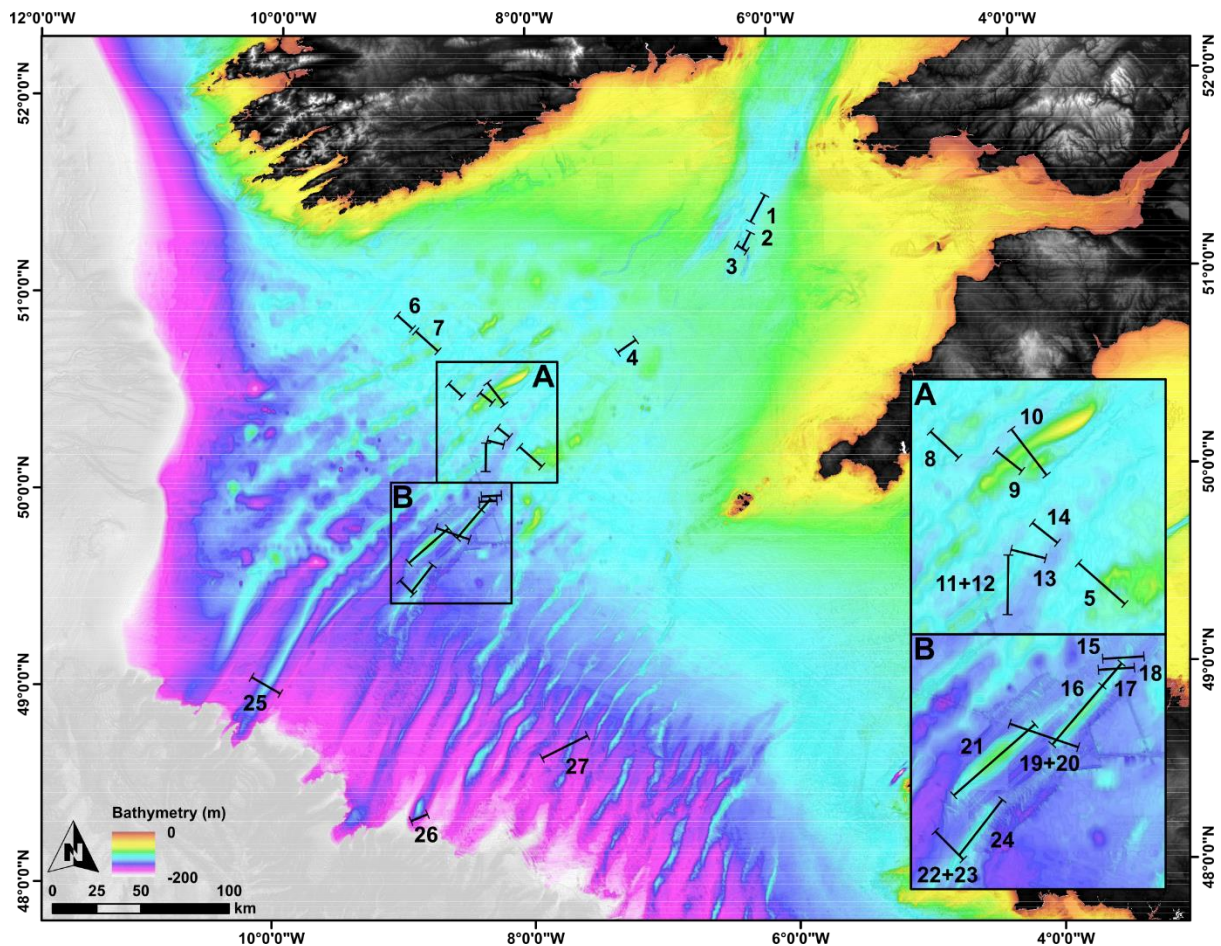 12°0'0"W 10°0'0"W 8°0'0"W 6°0'0"W 4°0'0"W
52°0'0"N
52°0'0"N
1
2
3
51°0'0"N
51°0'0"N
6
7
4
A
A
10
8
9
14
50°0'0"N
50°0'0"N
B
11+12
13
5
B
15
18
16
17
21
19+20
24
22+23
49°0'0"N
49°0'0"N
25
27
26
Bathymetry (m)
0
-200
N
0 25 50 100
km
48°0'0"N
48°0'0"N
10°0'0"W 8°0'0"W 6°0'0"W 4°0'0"W